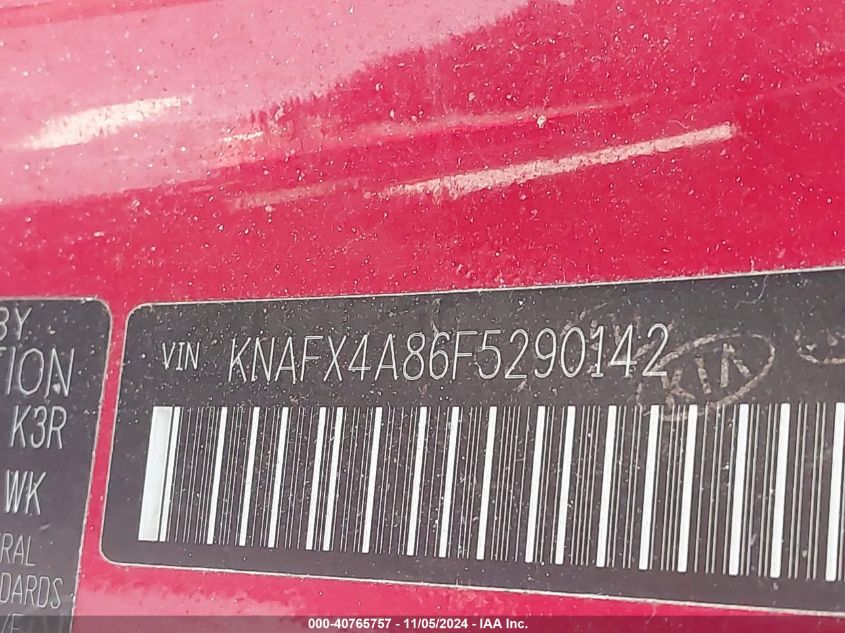 BY
TION
K3R
WK
RAL
DARDS
VIN KNAFX4A86F5290142
KIA
000-40765757 - 11/05/2024 - IAA Inc.